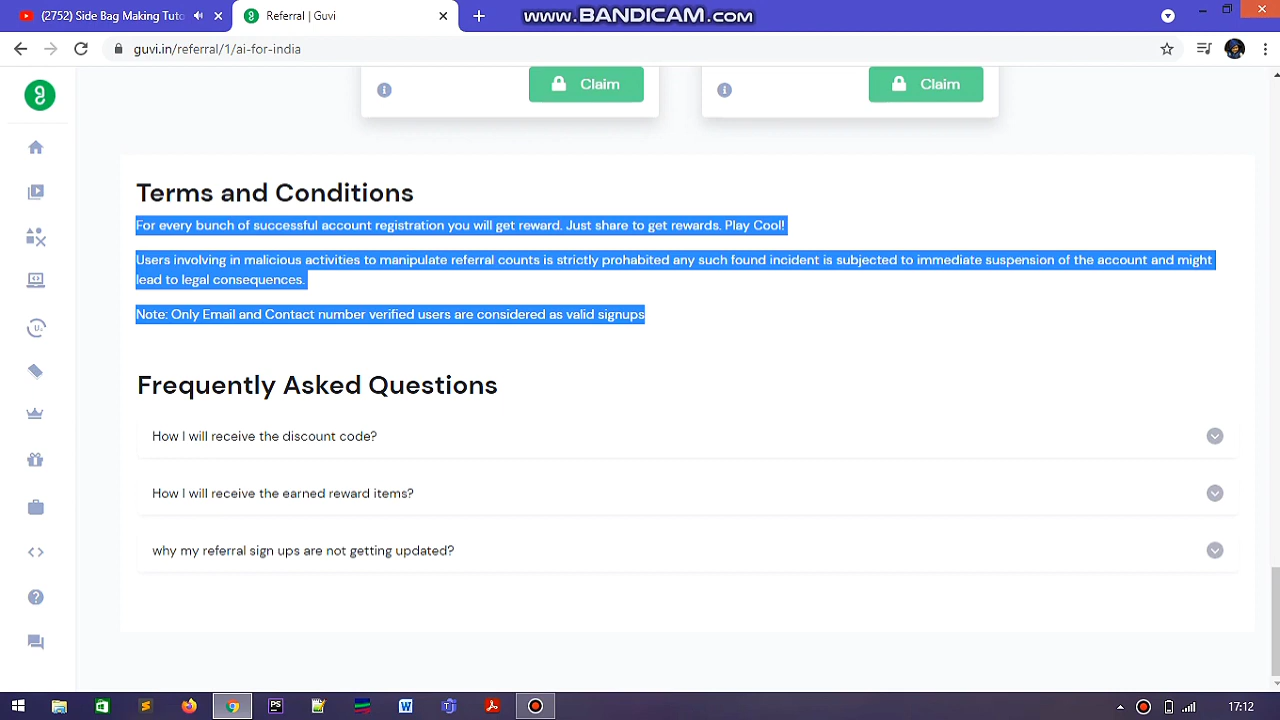 (2752) Side Bag Making Tuto
Referral | Guvi
WWW.BANDICAM.COM
guvi.in/referral/1/ai-for-india
Claim
Claim
Terms and Conditions
For every bunch of successful account registration you will get reward. Just share to get rewards. Play Cool!
Users involving in malicious activities to manipulate referral counts is strictly prohabited any such found incident is subjected to immediate suspension of the account and might
lead to legal consequences.
Note: Only Email and Contact number verified users are considered as valid signups
Frequently Asked Questions
How I will receive the discount code?
How I will receive the earned reward items?
why my referral sign ups are not getting updated?
17:12